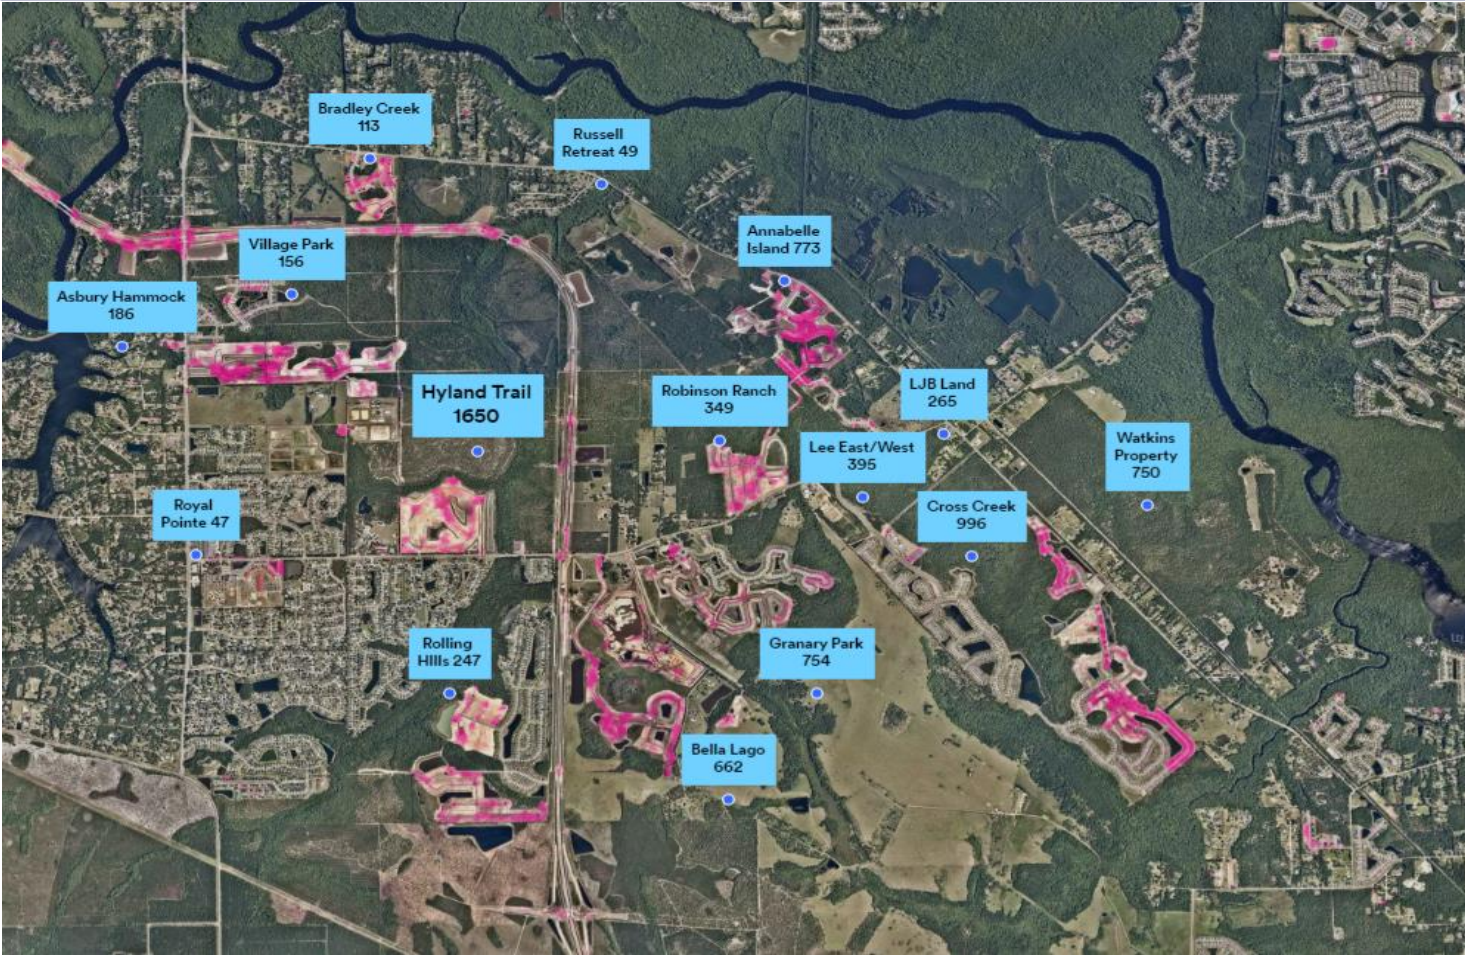 Bradley Creek
113
Russell
Retreat 49
Village Park
156
Annabelle
Island 773
Asbury Hammock
186
Hyland Trail
1650
Robinson Ranch
349
LJB Land
265
Lee East/West
395
Watkins
Property
750
Royal
Pointe 47
Cross Creek
996
Rolling
HIlls 247
Granary Park
754
Bella Lago
662